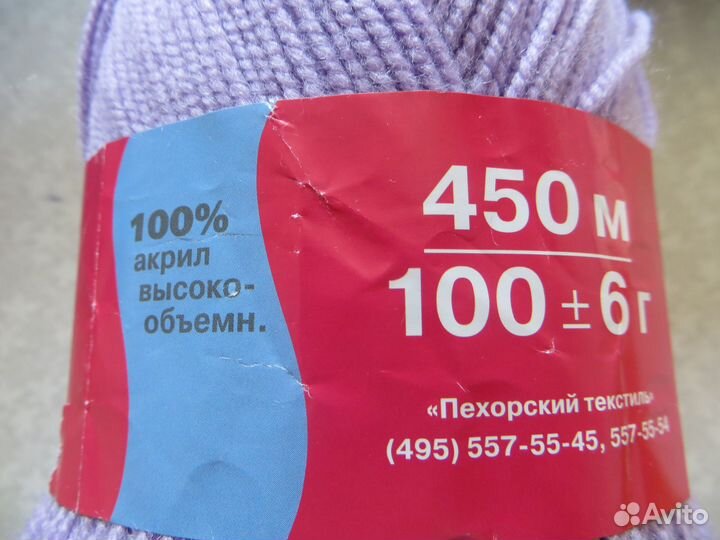 100%
акрил
высоко-
объемн.
450 м
100 ± 6 г
«Пехорский текстиль»
(495) 557-55-45, 557-55-54
Avito